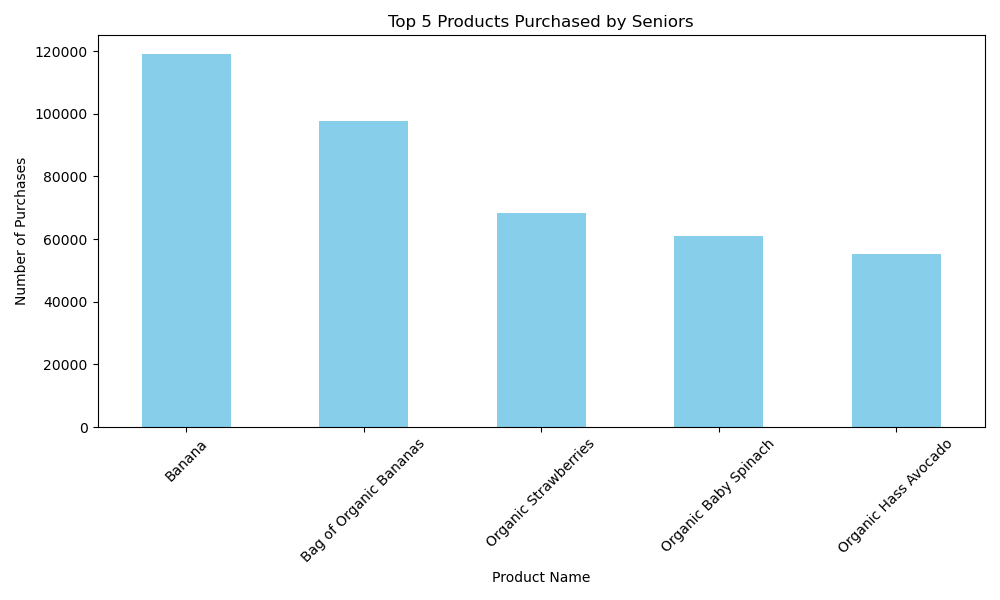 Top 5 Products Purchased by Seniors
Number of Purchases
120000
100000
80000
60000
40000
20000
0
Banana
Bag of Organic Bananas
Organic Strawberries
Organic Baby Spinach
Organic Hass Avocado
Product Name